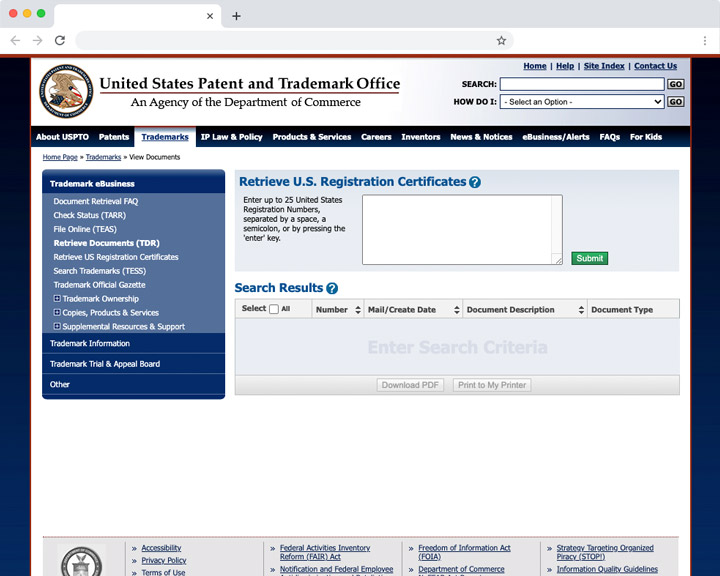 Home | Help | Site Index | Contact Us
United States Patent and Trademark Office
An Agency of the Department of Commerce
SEARCH: GO
HOW DO I: - Select an Option - GO
About USPTO Patents Trademarks IP Law & Policy Products & Services Careers Inventors News & Notices eBusiness/Alerts FAQs For Kids
Home Page » Trademarks » View Documents
Trademark eBusiness
Document Retrieval FAQ
Check Status (TARR)
File Online (TEAS)
Retrieve Documents (TDR)
Retrieve US Registration Certificates
Search Trademarks (TESS)
Trademark Official Gazette
Trademark Ownership
Copies, Products & Services
Supplemental Resources & Support
Trademark Information
Trademark Trial & Appeal Board
Other
Retrieve U.S. Registration Certificates ?
Enter up to 25 United States
Registration Numbers,
separated by a space, a
semicolon, or by pressing the
'enter' key.
Submit
Search Results ?
Select All Number Mail/Create Date Document Description Document Type
Enter Search Criteria
Download PDF Print to My Printer
» Accessibility
» Privacy Policy
» Terms of Use
» Federal Activities Inventory
Reform (FAIR) Act
» Notification and Federal Employee
» Freedom of Information Act
(FOIA)
» Department of Commerce
» Strategy Targeting Organized
Piracy (STOP!)
» Information Quality Guidelines